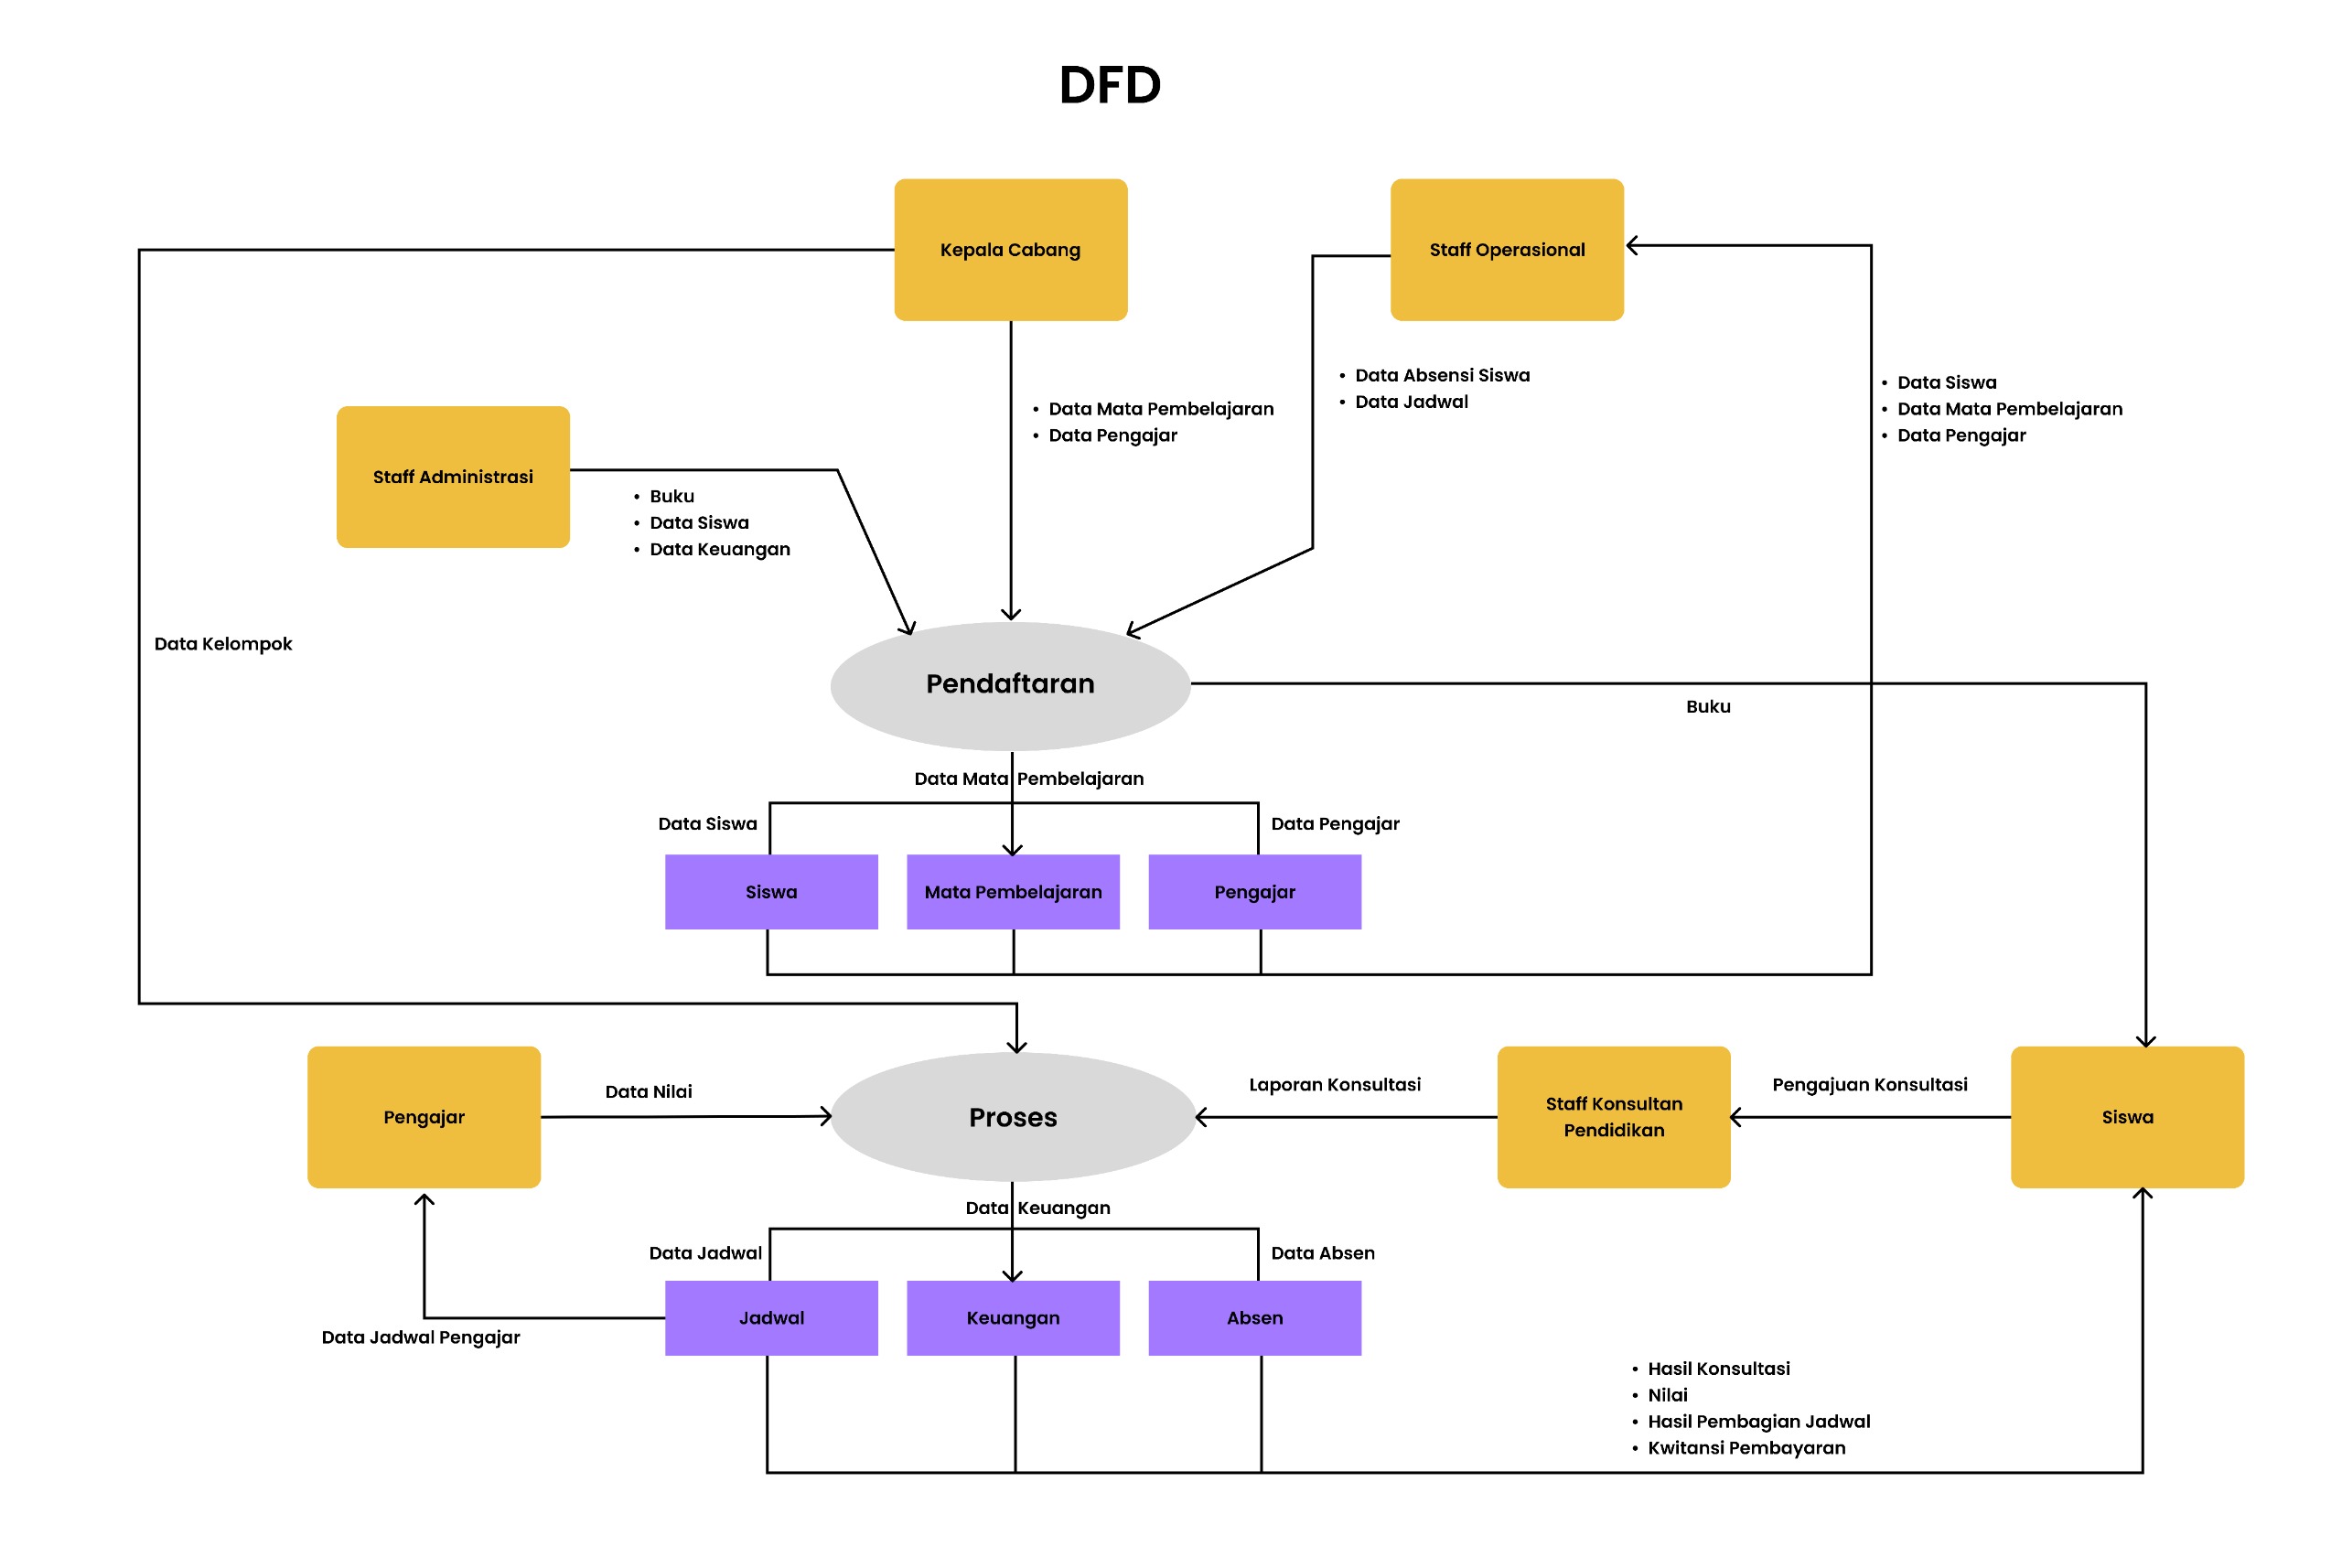 DFD
Kepala Cabang
Staff Operasional
• Data Absensi Siswa
• Data Jadwal
• Data Siswa
• Data Mata Pembelajaran
• Data Pengajar
• Data Mata Pembelajaran
• Data Pengajar
Staff Administrasi
• Buku
• Data Siswa
• Data Keuangan
Data Kelompok
Pendaftaran
Buku
Data Mata Pembelajaran
Data Siswa
Data Pengajar
Siswa
Mata Pembelajaran
Pengajar
Pengajar
Data Nilai
Proses
Laporan Konsultasi
Staff Konsultan
Pendidikan
Pengajuan Konsultasi
Siswa
Data Keuangan
Data Jadwal
Data Absen
Jadwal
Keuangan
Absen
Data Jadwal Pengajar
• Hasil Konsultasi
• Nilai
• Hasil Pembagian Jadwal
• Kwitansi Pembayaran